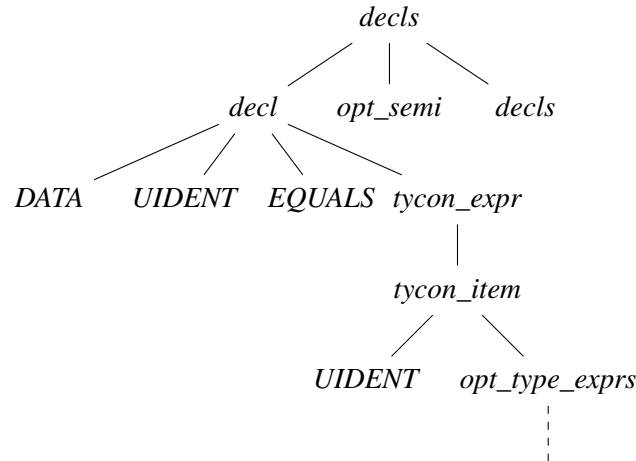 decls
decl opt_semi decls
DATA UIDENT EQUALS tycon_expr
tycon_item
UIDENT opt_type_exprs